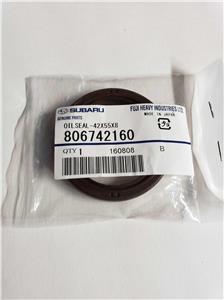 SUBARU
FUJI HEAVY INDUSTRIES LTD.
GENUINE PARTS
MADE IN JAPAN
OILSEAL-42X55X8
806742160
QTY 1 160808 B